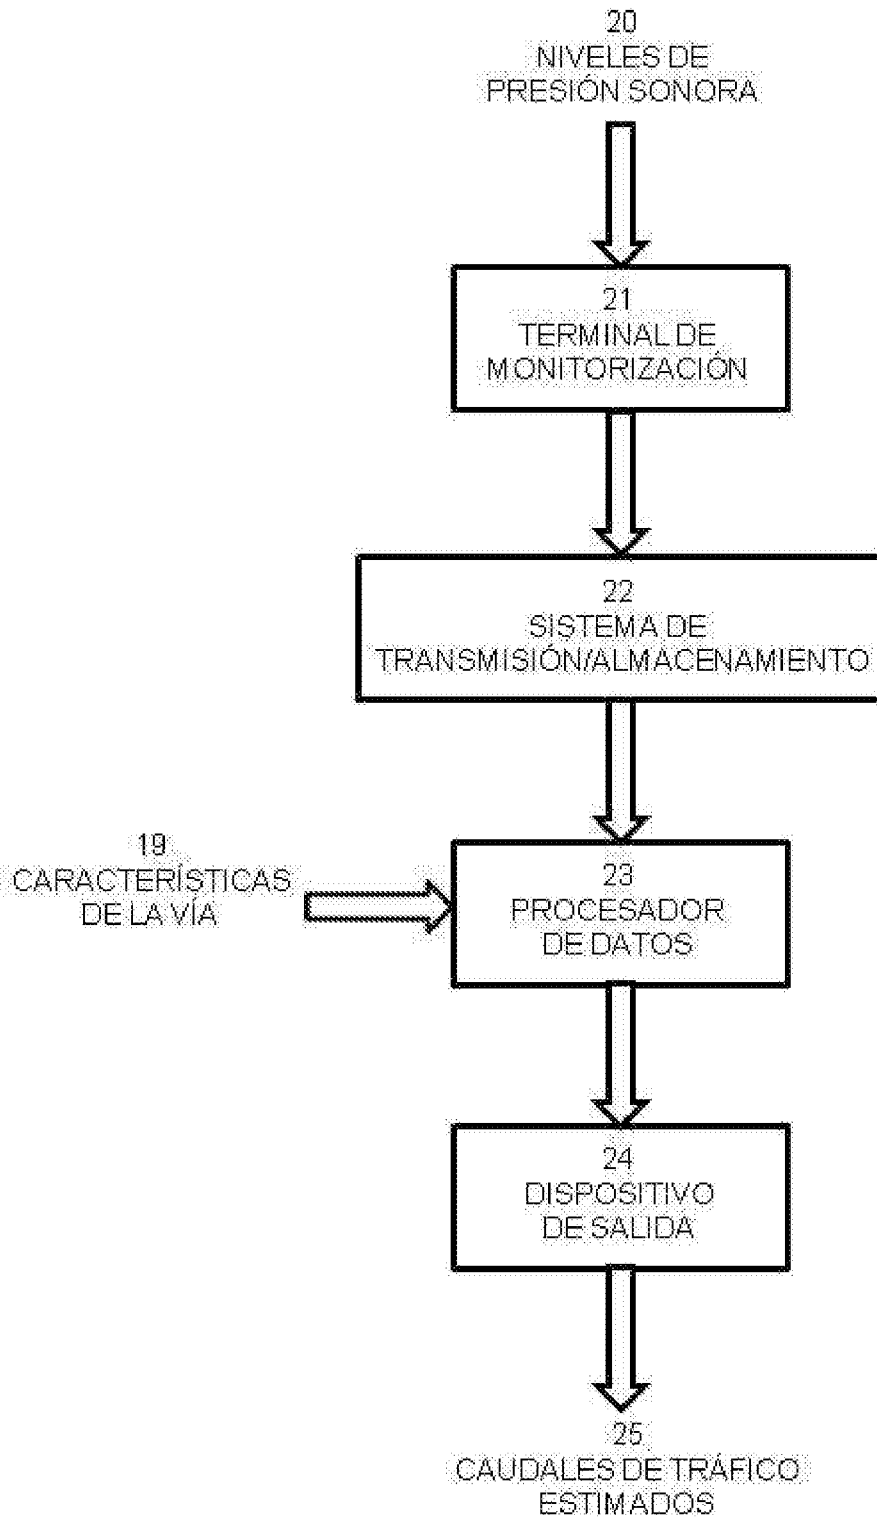 20
NIVELES DE
PRESIÓN SONORA
21
TERMINAL DE
MONITORIZACIÓN
22
SISTEMA DE
TRANSMISIÓN/ALMACENAMIENTO
19
CARACTERÍSTICAS
DE LA VÍA
23
PROCESADOR
DE DATOS
24
DISPOSITIVO
DE SALIDA
25
CAUDALES DE TRÁFICO
ESTIMADOS